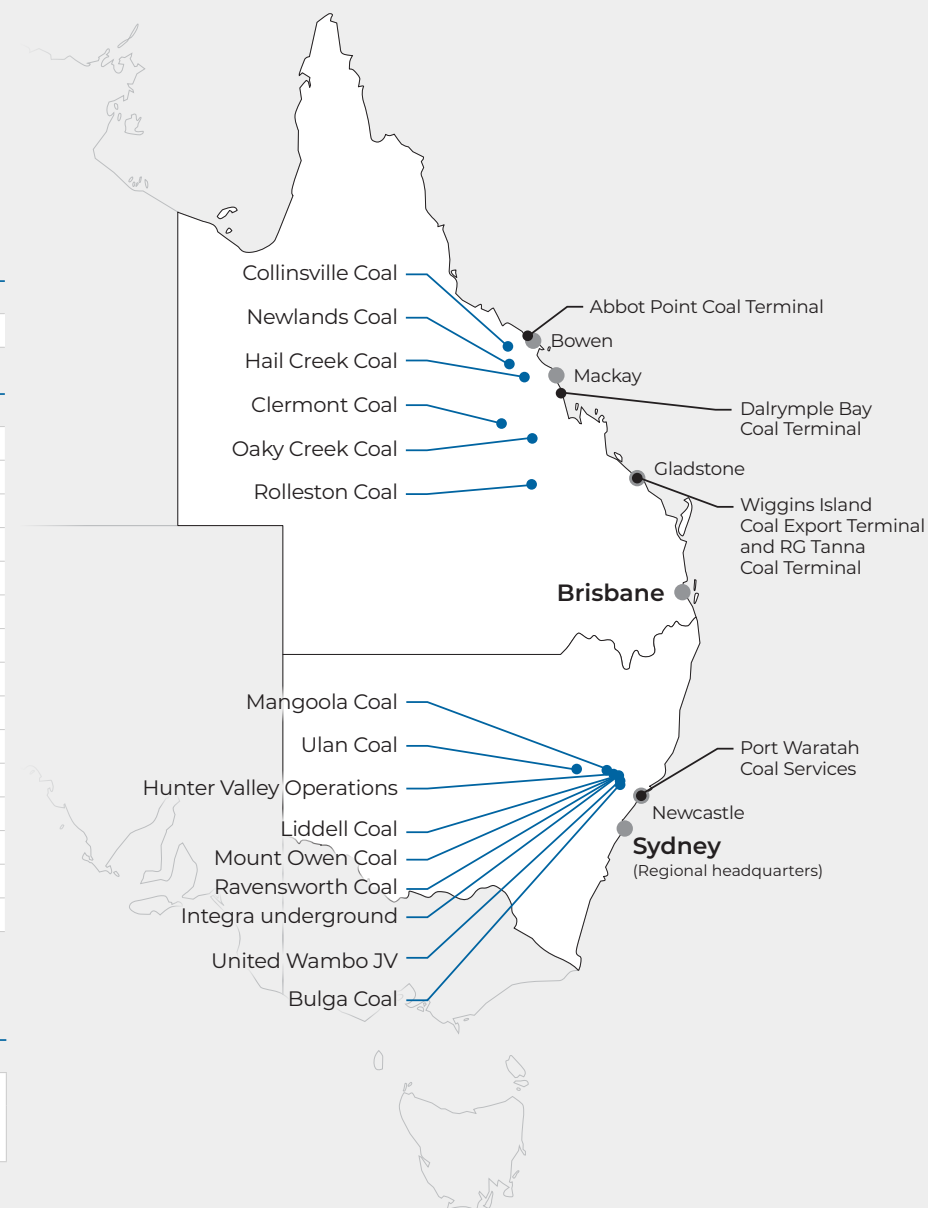 Collinsville Coal
Newlands Coal
Hail Creek Coal
Clermont Coal
Oaky Creek Coal
Rolleston Coal
Abbot Point Coal Terminal
Bowen
Mackay
Dalrymple Bay
Coal Terminal
Gladstone
Wiggins Island
Coal Export Terminal
and RG Tanna
Coal Terminal
Brisbane
Mangoola Coal
Ulan Coal
Hunter Valley Operations
Liddell Coal
Mount Owen Coal
Ravensworth Coal
Integra underground
United Wambo JV
Bulga Coal
Port Waratah
Coal Services
Newcastle
Sydney
(Regional headquarters)